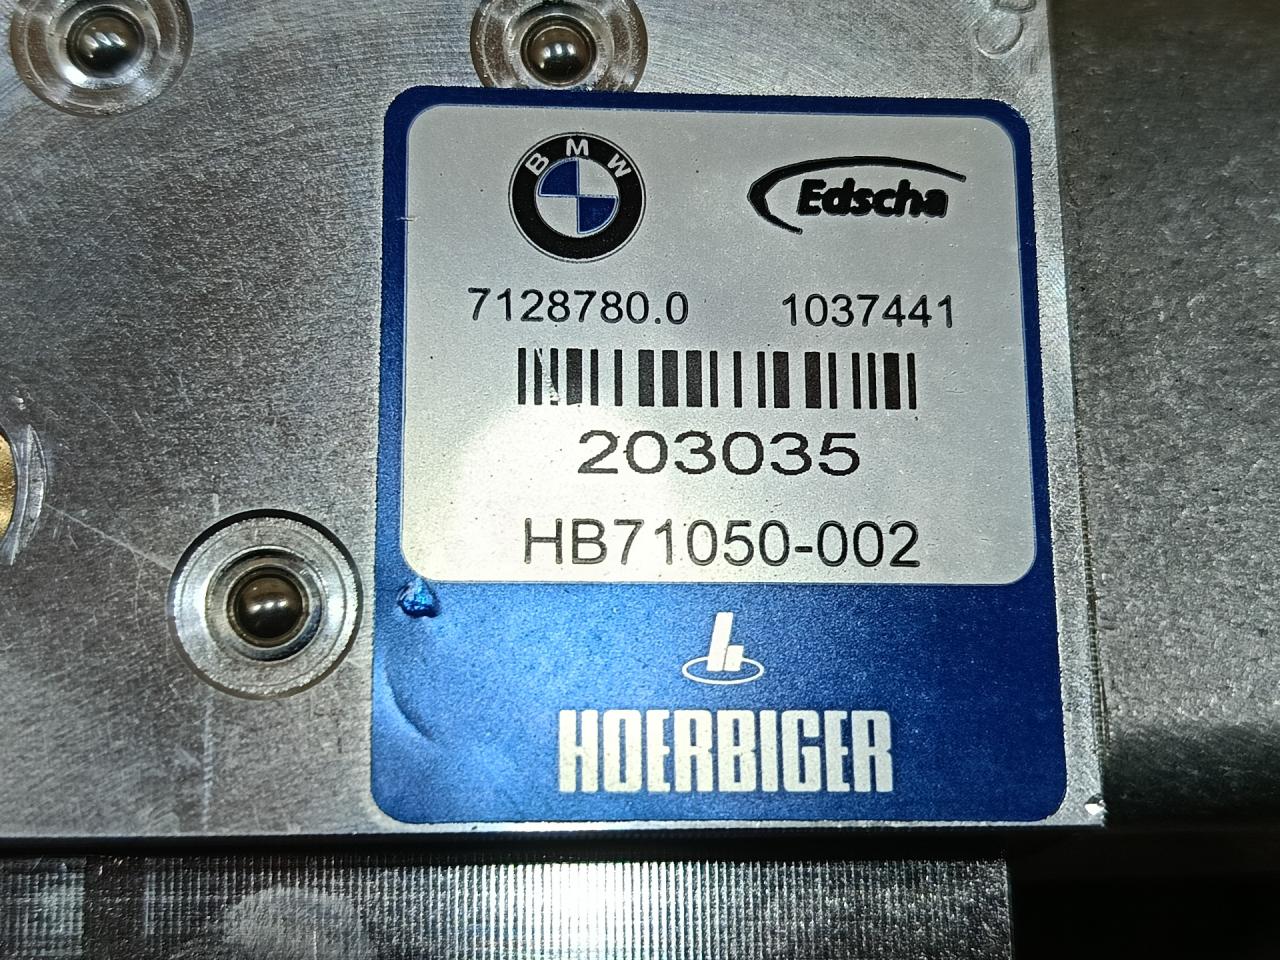 BMW
Edscha
7128780.0 1037441
203035
HB71050-002
HOERBIGER